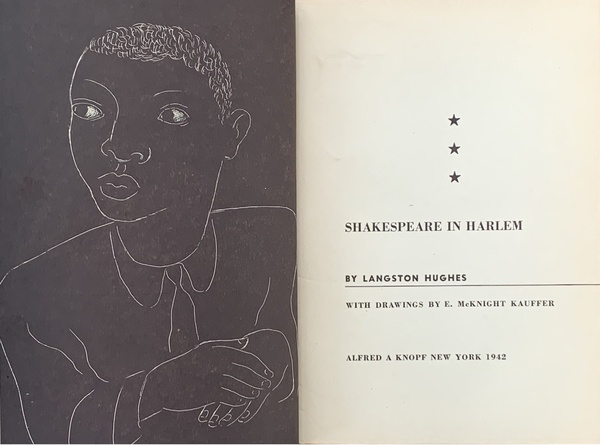 SHAKESPEARE IN HARLEM
BY LANGSTON HUGHES
WITH DRAWINGS BY E. McKNIGHT KAUFFER
ALFRED A KNOPF NEW YORK 1942